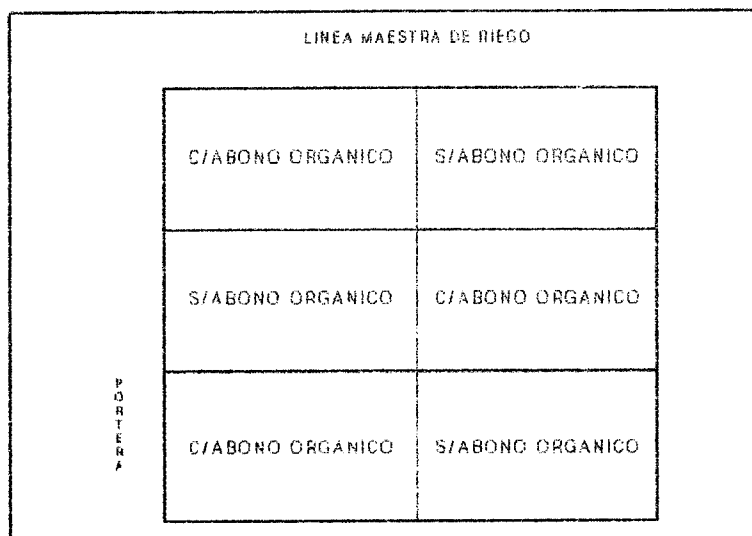 LINEA MAESTRA DE RIEGO
C/ABONO ORGANICO S/ABONO ORGANICO
S/ABONO ORGANICO C/ABONO ORGANICO
PORTERA
C/ABONO ORGANICO S/ABONO ORGANICO